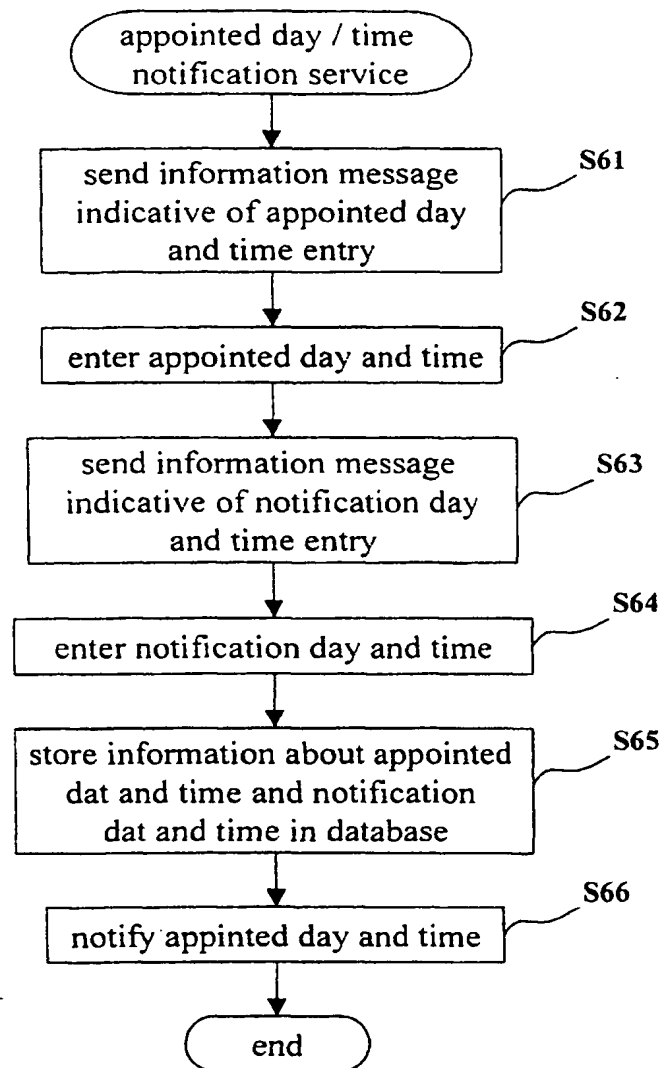 appointed day / time
notification service
send information message
indicative of appointed day
and time entry
S61
enter appointed day and time
S62
send information message
indicative of notification day
and time entry
S63
enter notification day and time
S64
store information about appointed
dat and time and notification
dat and time in database
S65
notify appinted day and time
S66
end